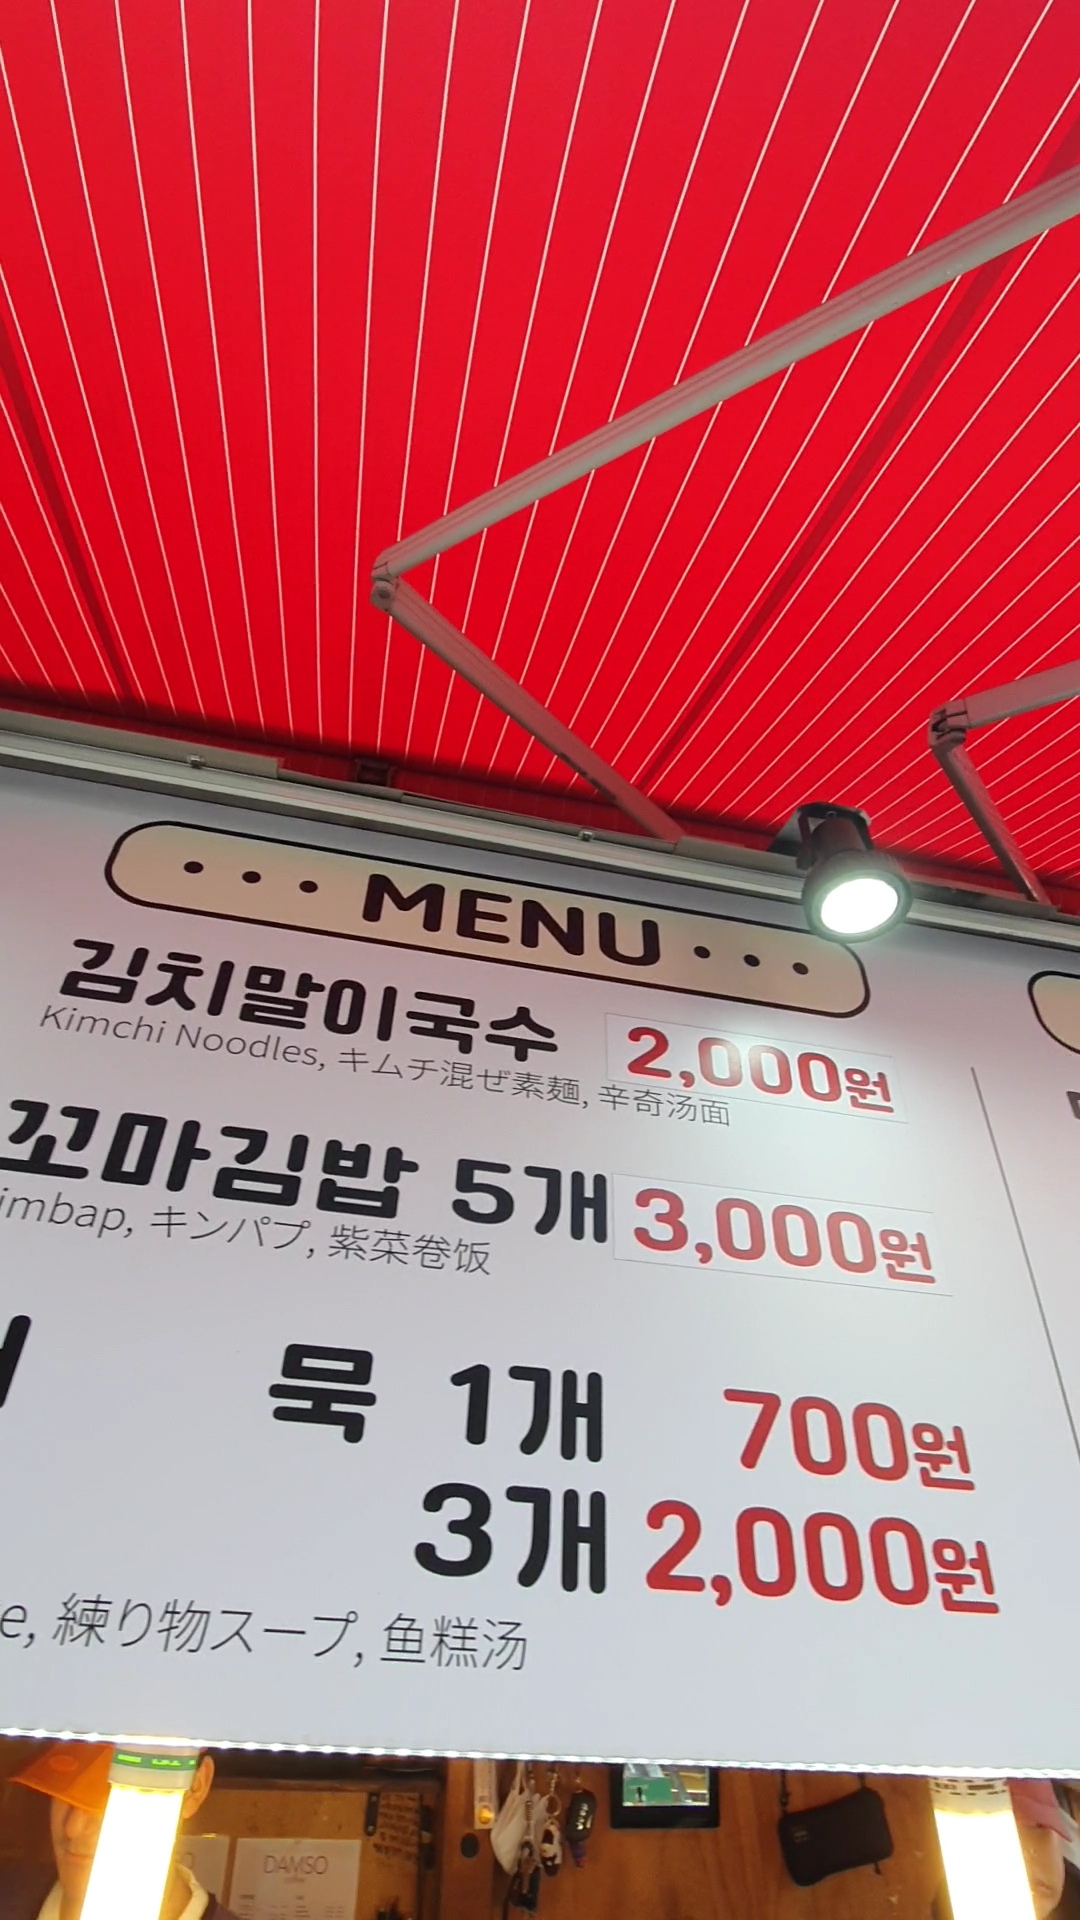 MENU
김치말이국수 2,000원
Kimchi Noodles, キムチ混ぜ素麺, 辛奇汤面
꼬마김밥 5개 3,000원
imbap, キンパプ, 紫菜卷饭
묵 1개 700원
3개 2,000원
e, 練り物スープ, 鱼糕汤
DAMSO